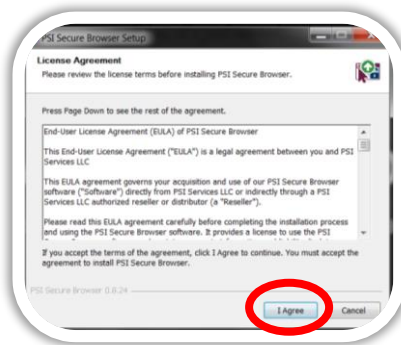 PSI Secure Browser Setup
License Agreement
Please review the license terms before installing PSI Secure Browser.
Press Page Down to see the rest of the agreement.
End-User License Agreement (EULA) of PSI Secure Browser
This End-User License Agreement ("EULA") is a legal agreement between you and PSI
Services LLC
This EULA agreement governs your acquisition and use of our PSI Secure Browser
software ("Software") directly from PSI Services LLC or indirectly through a PSI
Services LLC authorized reseller or distributor (a "Reseller").
Please read this EULA agreement carefully before completing the installation process
and using the PSI Secure Browser software. It provides a license to use the PSI
If you accept the terms of the agreement, click I Agree to continue. You must accept the
agreement to install PSI Secure Browser.
PSI Secure Browser 0.8.24
I Agree
Cancel